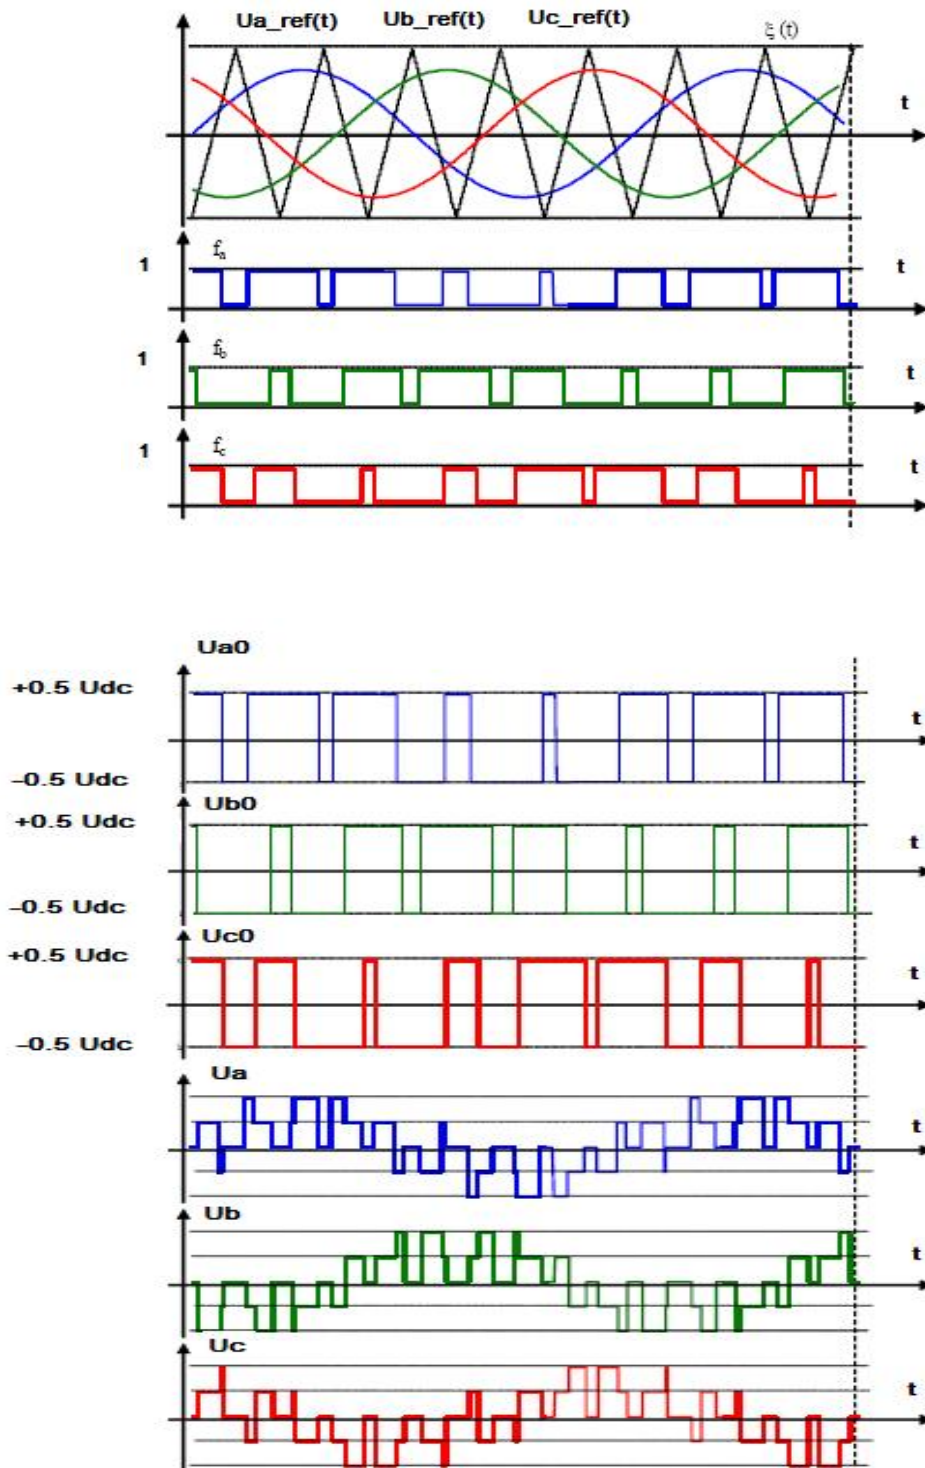 Ua_ref(t) Ub_ref(t) Uc_ref(t) ξ (t)
t
fa
1 t
fb
1 t
fc
1 t
Ua0
+0.5 Udc
t
−0.5 Udc
Ub0
+0.5 Udc
t
−0.5 Udc
Uc0
+0.5 Udc
t
−0.5 Udc
Ua
t
Ub
t
Uc
t